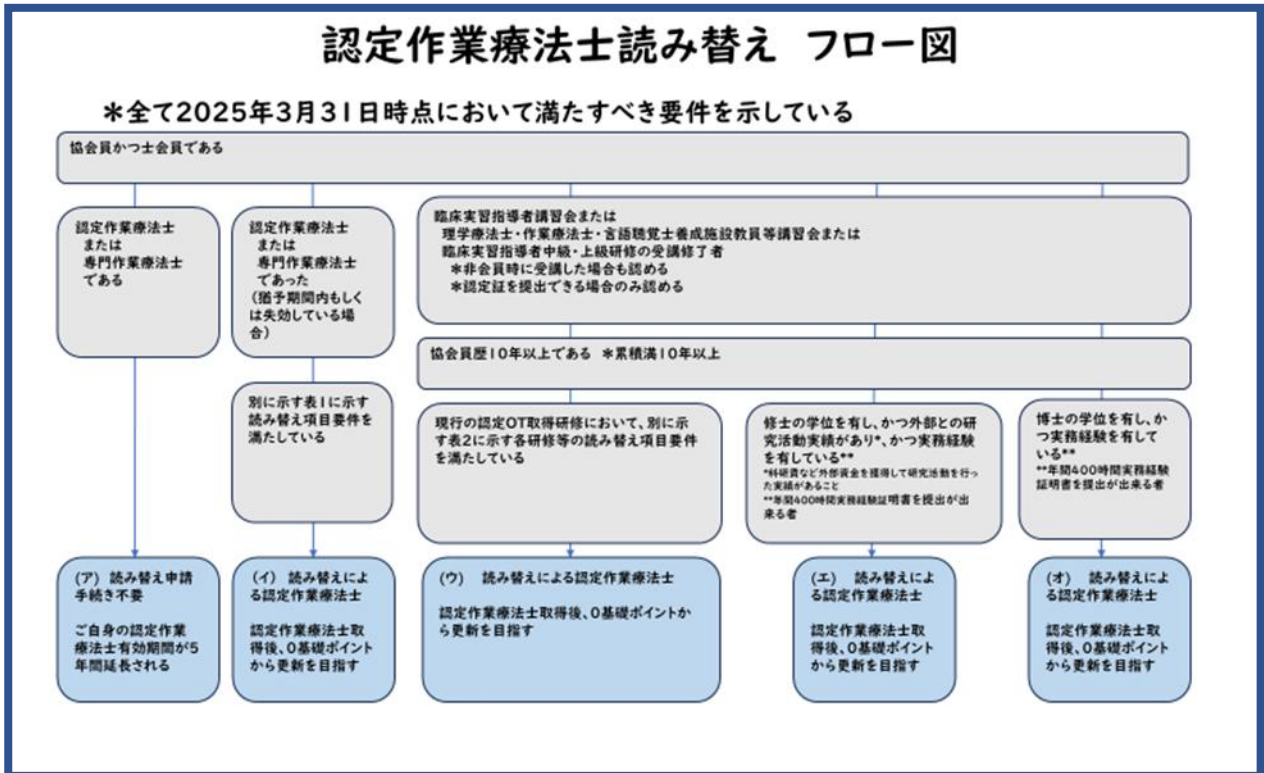 認定作業療法士読み替え フロー図
＊全て2025年3月31日時点において満たすべき要件を示している
協会員かつ士会員である
認定作業療法士
または
専門作業療法士
である
認定作業療法士
または
専門作業療法士
であった
（猶予期間内もしく
は失効している場
合）
臨床実習指導者講習会または
理学療法士・作業療法士・言語聴覚士養成施設教員等講習会または
臨床実習指導者中級・上級研修の受講修了者
＊非会員時に受講した場合も認める
＊認定証を提出できる場合のみ認める
協会員歴10年以上である ＊累積満10年以上
別に示す表1に示す
読み替え項目要件を
満たしている
現行の認定OT取得研修において、別に示
す表2に示す各研修等の読み替え項目要件
を満たしている
修士の学位を有し、かつ外部との研
究活動実績があり*、かつ実務経験
を有している**
*科研費など外部資金を獲得して研究活動を行っ
た実績があること
**年間400時間実務経験証明書を提出が出
来る者
博士の学位を有し、か
つ実務経験を有して
いる**
**年間400時間実務経験
証明書を提出が出来る者
(ア) 読み替え申請
手続き不要
ご自身の認定作業
療法士有効期間が5
年間延長される
(イ) 読み替えによ
る認定作業療法士
認定作業療法士取
得後、0基礎ポイント
から更新を目指す
(ウ) 読み替えによる認定作業療法士
認定作業療法士取得後、0基礎ポイントか
ら更新を目指す
(エ) 読み替えによ
る認定作業療法士
認定作業療法士取
得後、0基礎ポイント
から更新を目指す
(オ) 読み替えによ
る認定作業療法士
認定作業療法士取
得後、0基礎ポイント
から更新を目指す